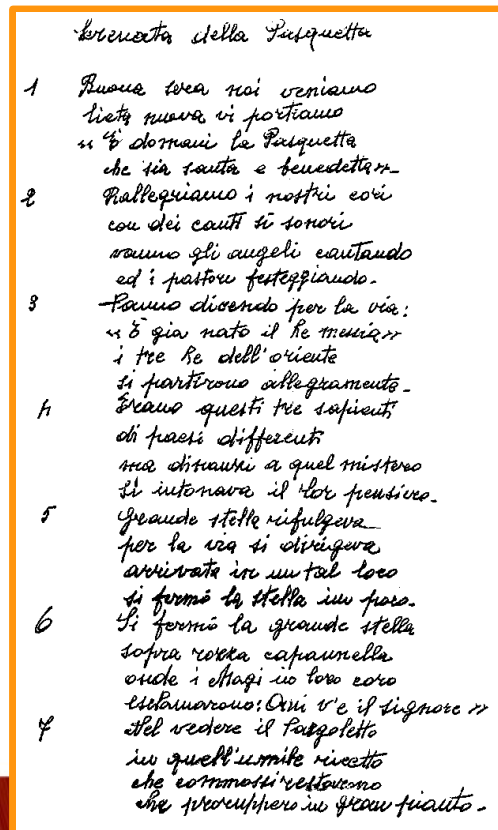 Serenata della Pasquetta
1 Buona sera noi veniamo
lieta nuova vi portiamo
« È domani la Pasquetta
che sia santa e benedetta»-
2 Rallegriamo i nostri cori
con dei canti sì sonori
vanno gli angeli cantando
ed i pastori festeggiando.
3 Vanno dicendo per la via:
« È già nato il Re messia»
i tre Re dell'oriente
si partirono allegramente-
4 Erano questi tre sapienti
di paesi differenti
ma dinanzi a quel mistero
si intonava il lor pensiero.
5 Grande stella rifulgeva
per la via si dirigeva
arrivata in un tal loco
si fermò la stella un poco.
6 Si fermò la grande stella
sopra rozza capannella
onde i Magi in loro coro
esclamarono: Qui v'è il signore »
7 Nel vedere il Pargoletto
in quell'umile ricetto
che commossi restarono
che proruppero in gran pianto.